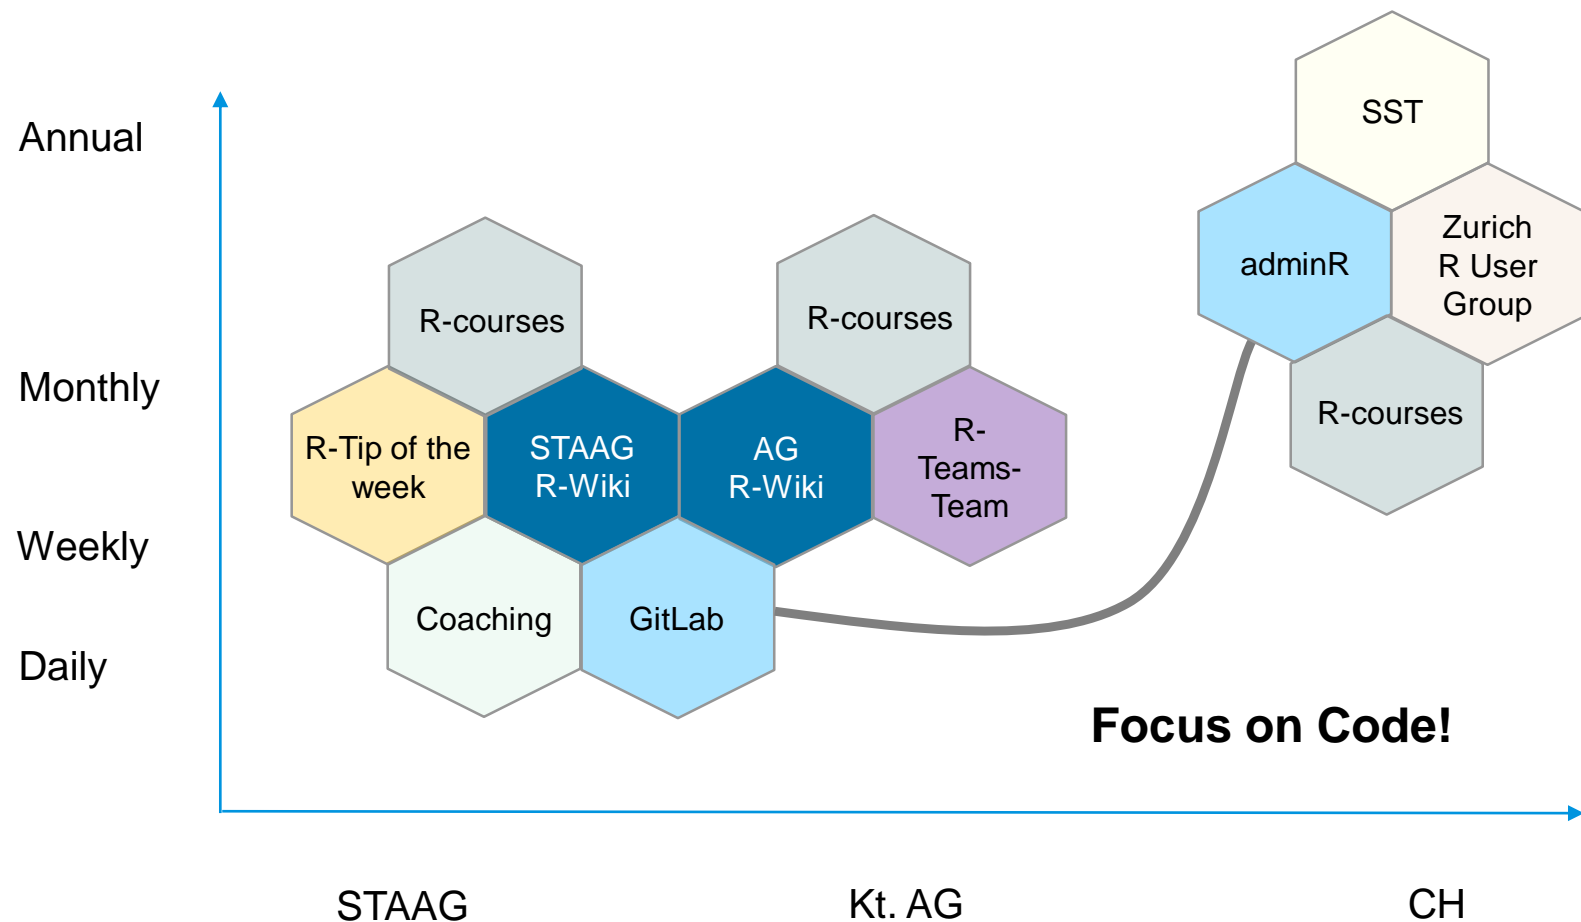 Annual
Monthly
Weekly
Daily
R-courses
R-Tip of the
week
STAAG
R-Wiki
Coaching
GitLab
R-courses
AG
R-Wiki
R-
Teams-
Team
SST
adminR
Zurich
R User
Group
R-courses
Focus on Code!
STAAG
Kt. AG
CH